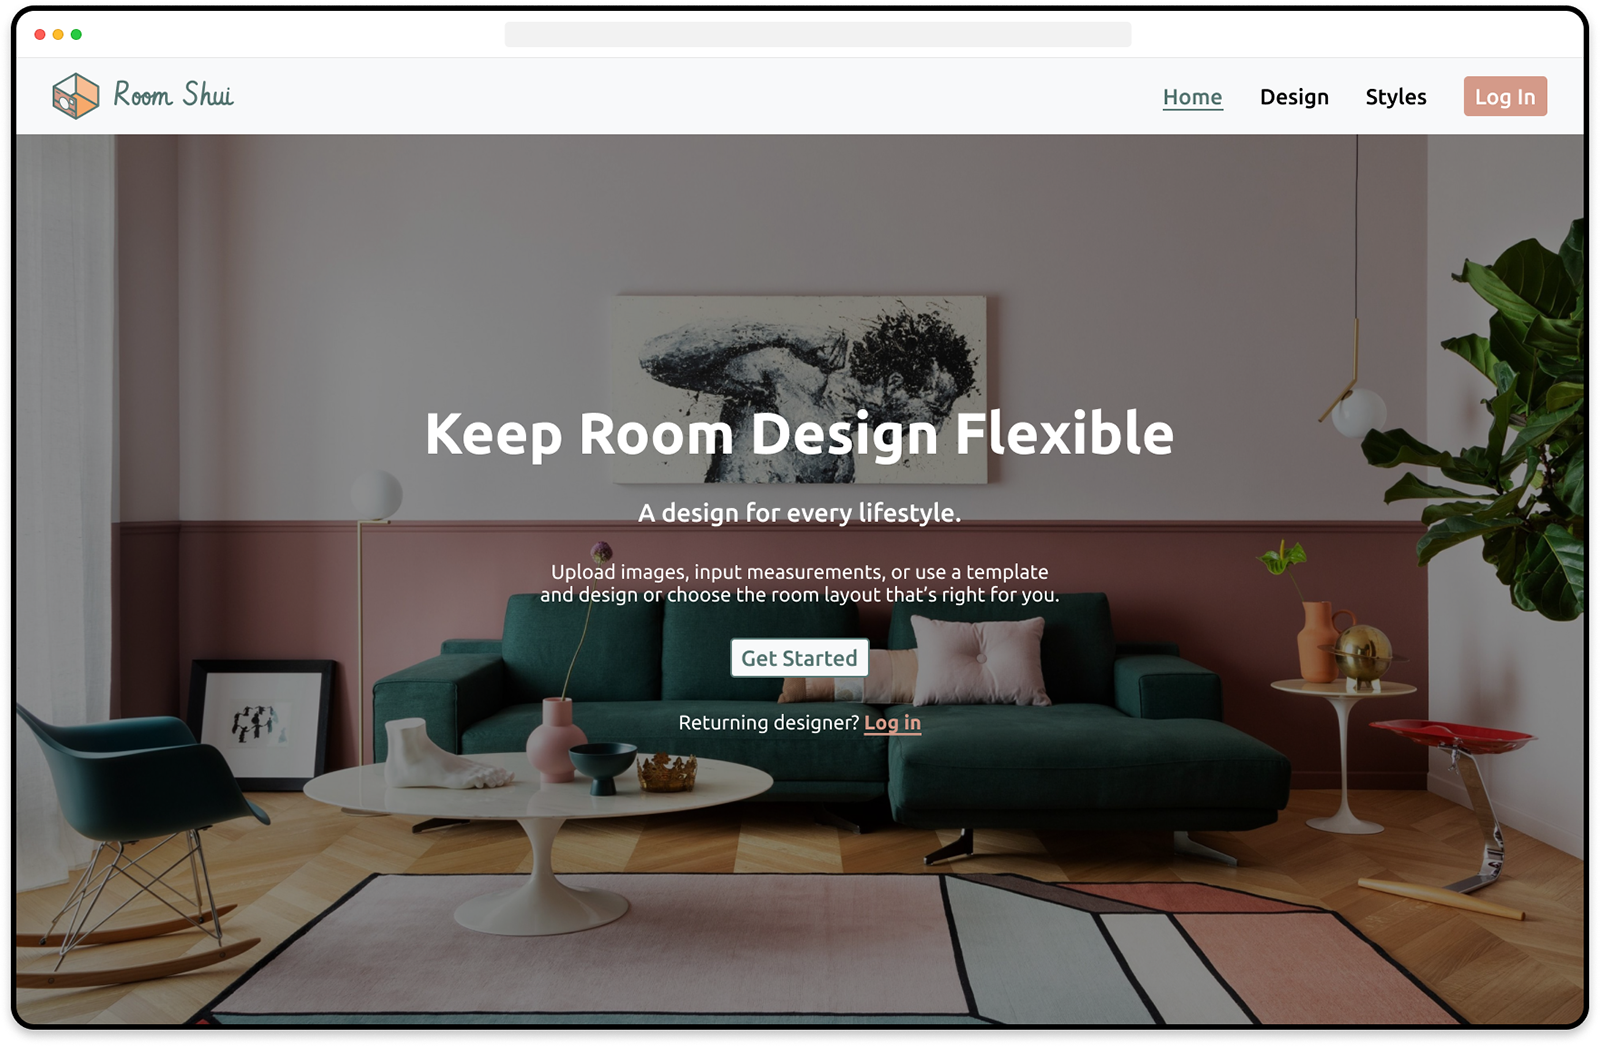 Room Shui
Home
Design
Styles
Log In
Keep Room Design Flexible
A design for every lifestyle.
Upload images, input measurements, or use a template
and design or choose the room layout that's right for you.
Get Started
Returning designer? Log in